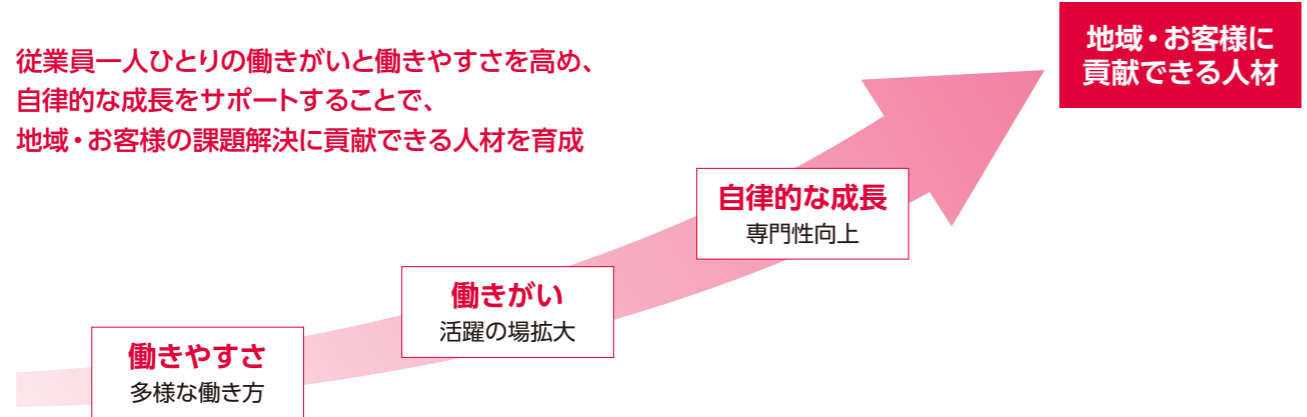 従業員一人ひとりの働きがいと働きやすさを高め、
自律的な成長をサポートすることで、
地域・お客様の課題解決に貢献できる人材を育成
地域・お客様に
貢献できる人材
自律的な成長
専門性向上
働きがい
活躍の場拡大
働きやすさ
多様な働き方